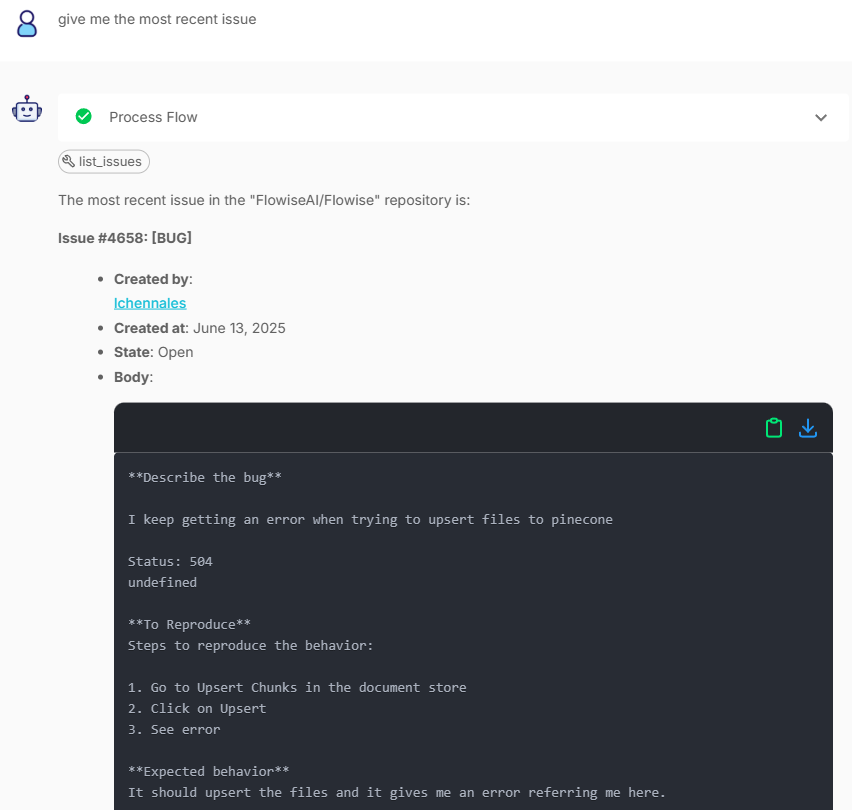 give me the most recent issue
Process Flow
list_issues
The most recent issue in the "FlowiseAI/Flowise" repository is:
Issue #4658: [BUG]
• Created by:
lchennales
• Created at: June 13, 2025
• State: Open
• Body:
**Describe the bug**
I keep getting an error when trying to upsert files to pinecone
Status: 504
undefined
**To Reproduce**
Steps to reproduce the behavior:
1. Go to Upsert Chunks in the document store
2. Click on Upsert
3. See error
**Expected behavior**
It should upsert the files and it gives me an error referring me here.